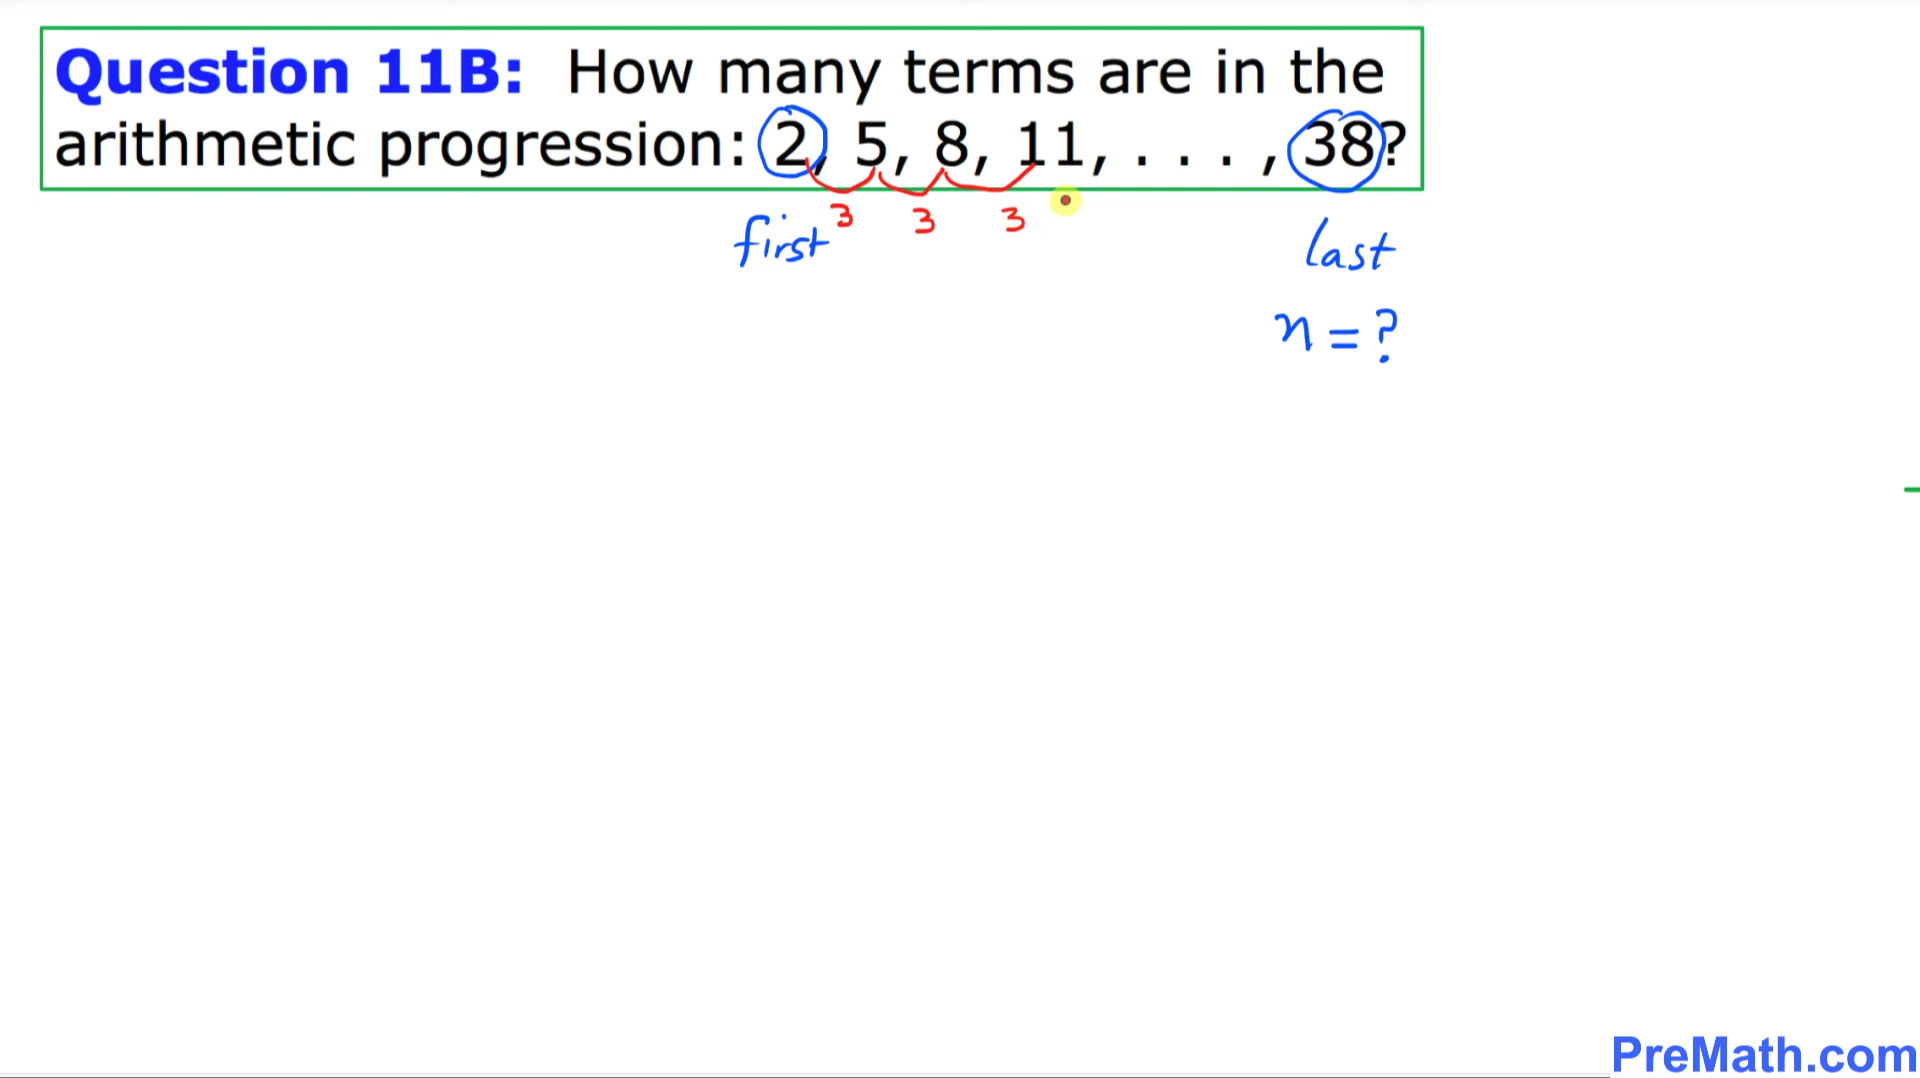 Question 11B: How many terms are in the
arithmetic progression: 2, 5, 8, 11, . . . , 38?
3 3 3
first last
n = ?
PreMath.com